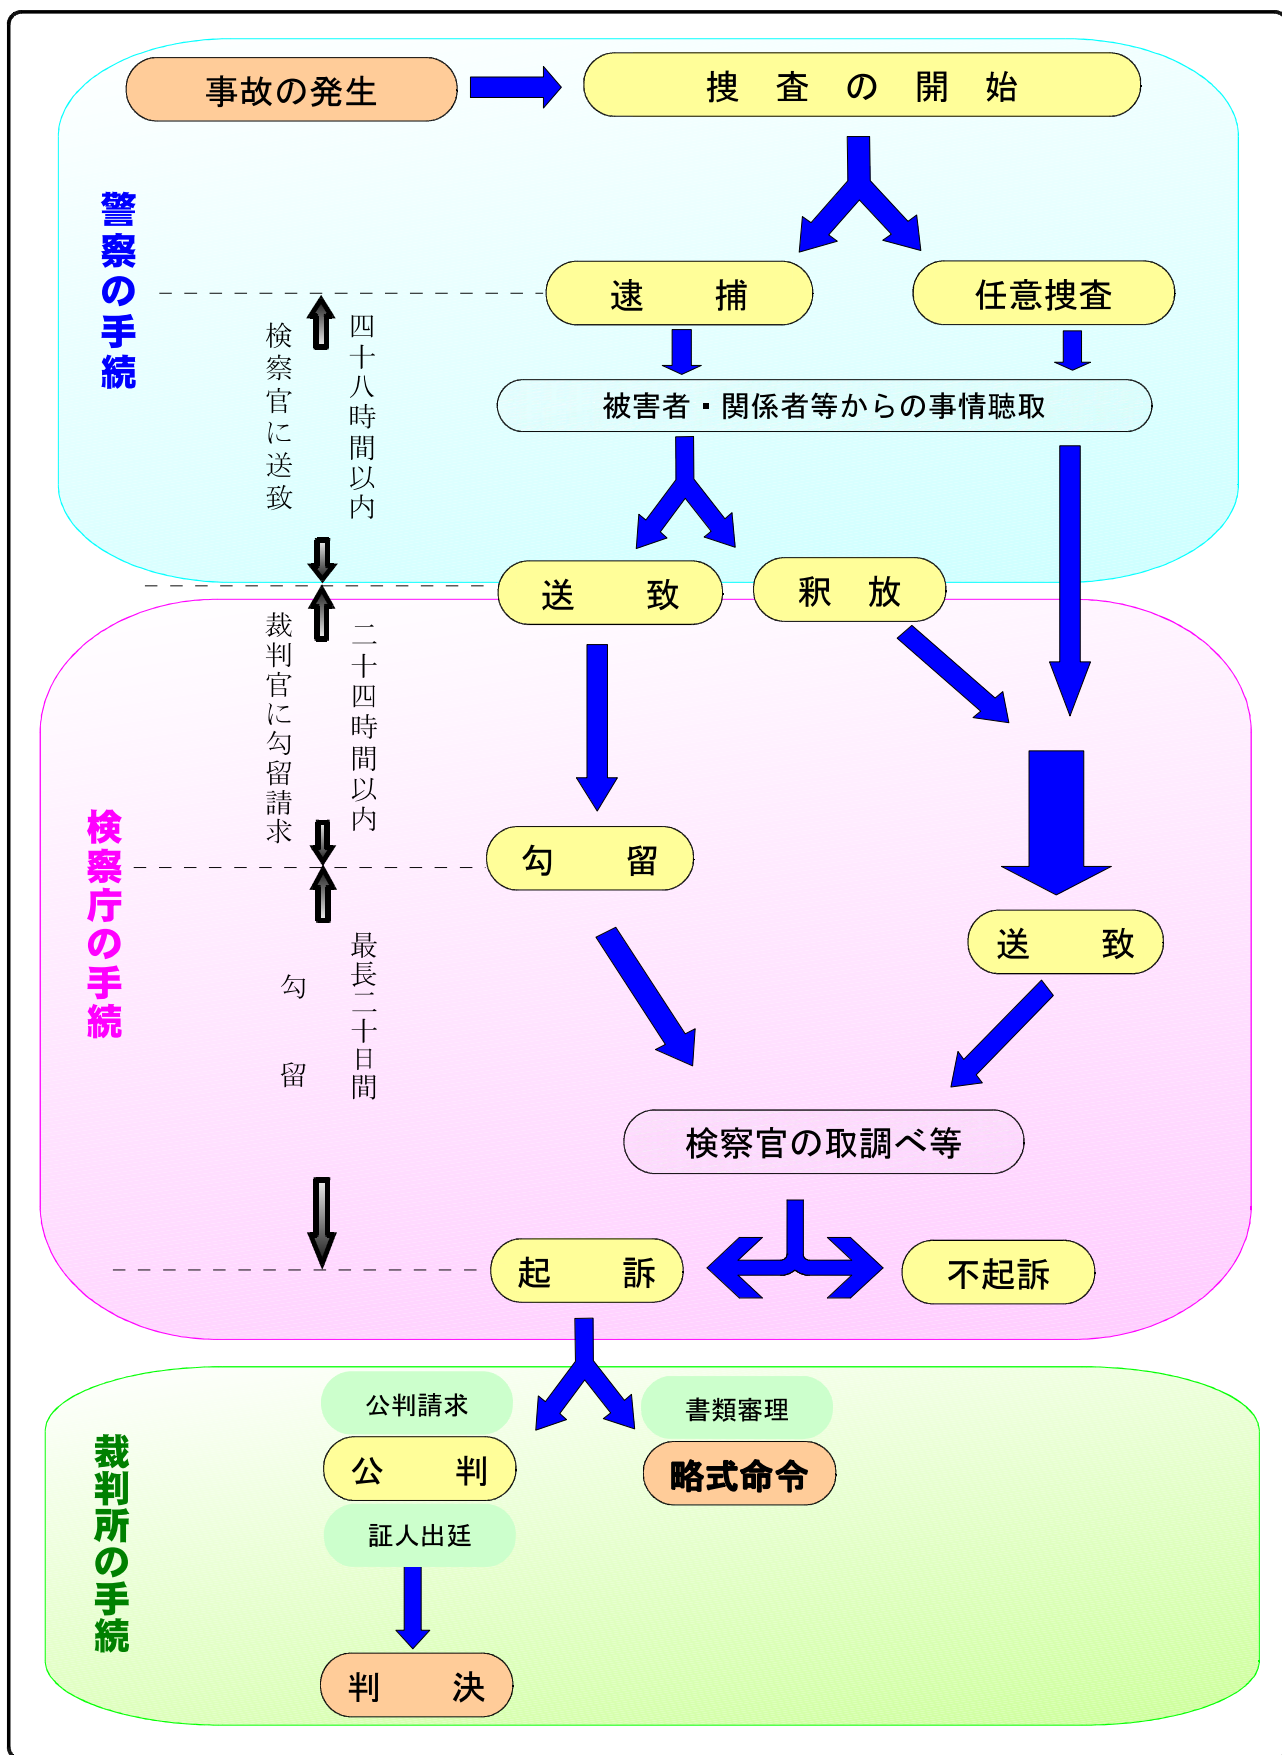 事故の発生
捜査の開始
警察の手続
逮捕
任意捜査
四十八時間以内
検察官に送致
被害者・関係者等からの事情聴取
送致
釈放
検察庁の手続
二十四時間以内
裁判官に勾留請求
勾留
送致
最長二十日間
勾留
検察官の取調べ等
起訴
不起訴
裁判所の手続
公判請求
書類審理
公判
略式命令
証人出廷
判決